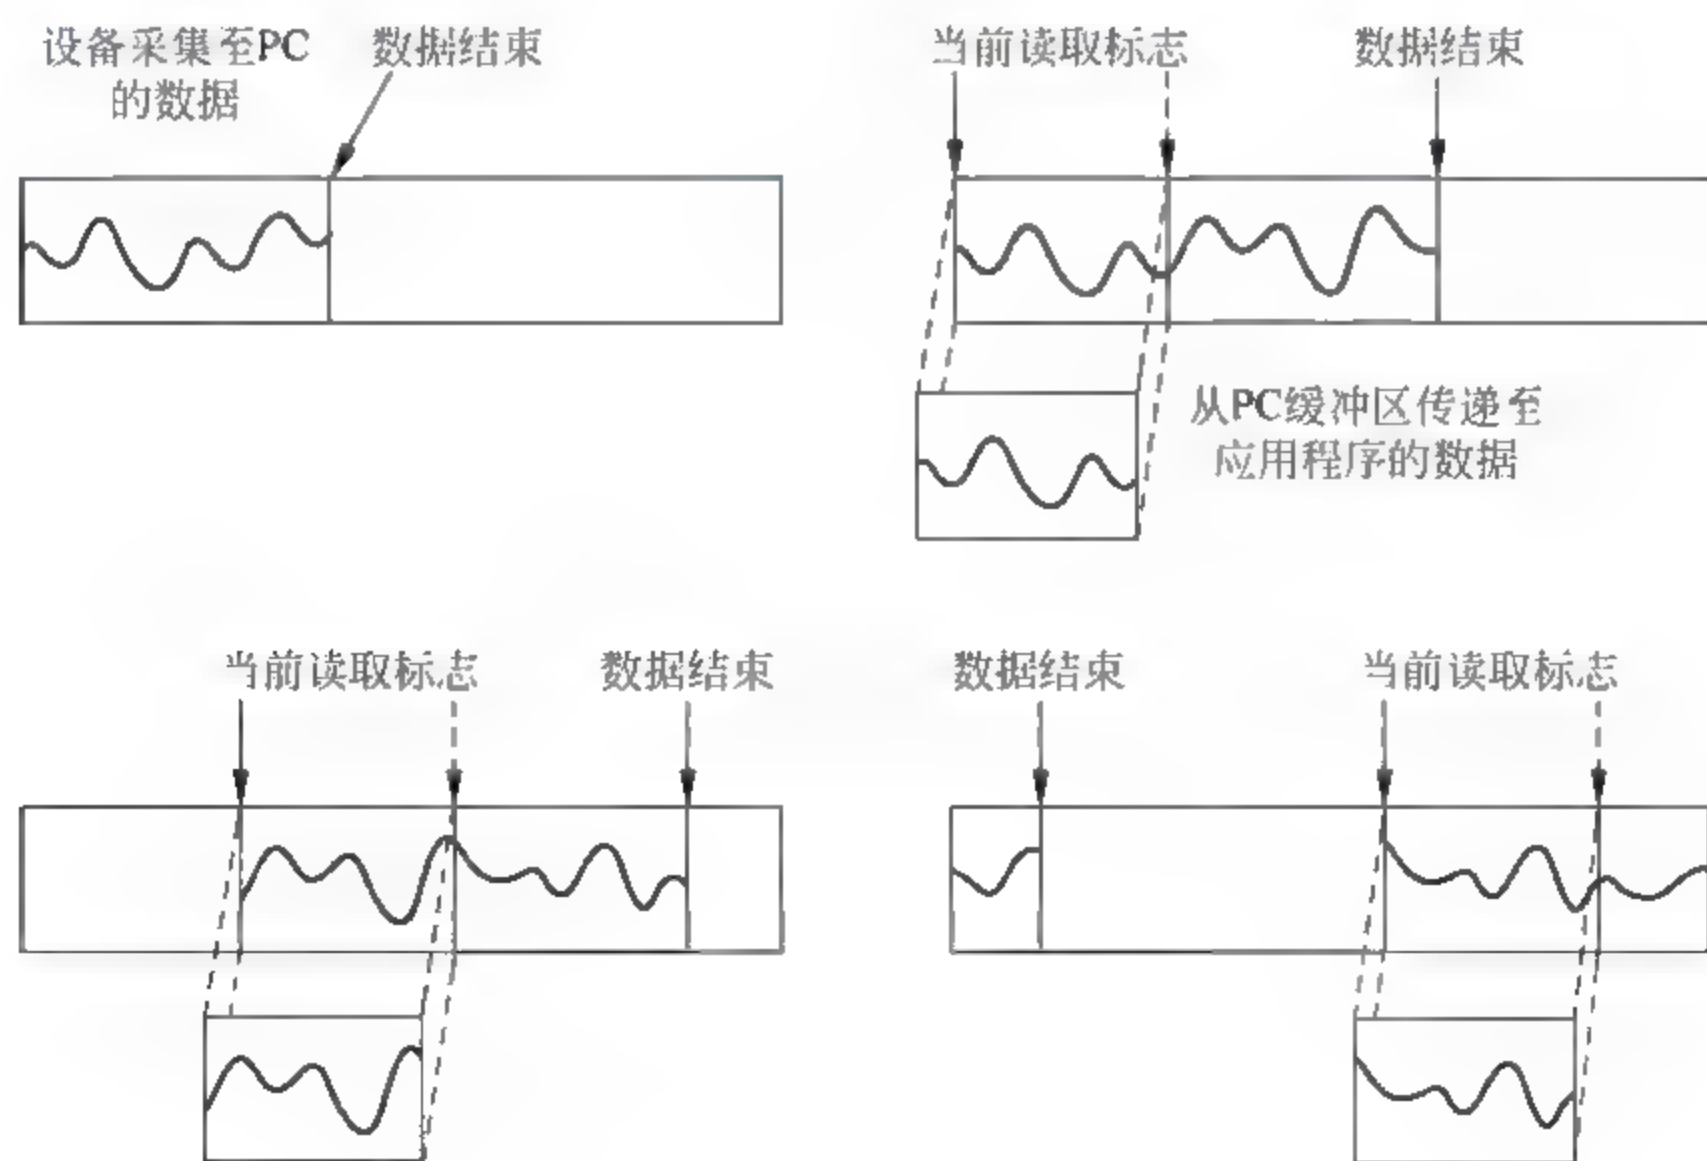 设备采集至PC
的数据
数据结束
当前读取标志
数据结束
从PC缓冲区传递至
应用程序的数据
当前读取标志
数据结束
数据结束
当前读取标志